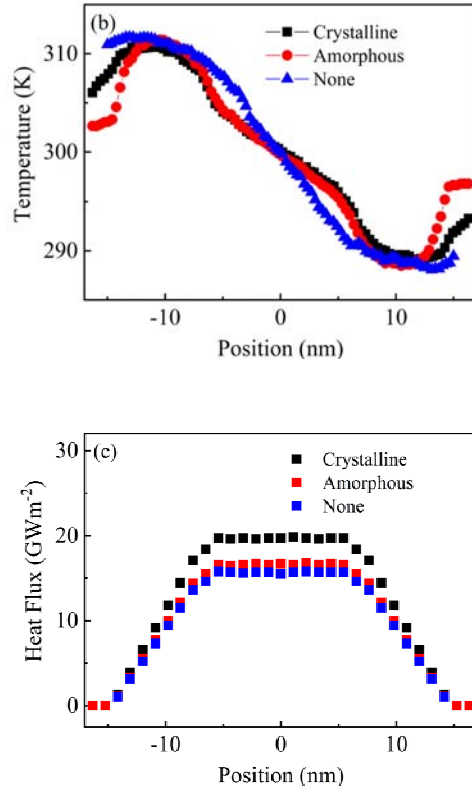 (b)
Crystalline
Amorphous
None
Temperature (K)
310
300
290
-10
0
10
Position (nm)
(c)
Crystalline
Amorphous
None
Heat Flux (GWm⁻²)
30
20
10
0
-10
0
10
Position (nm)